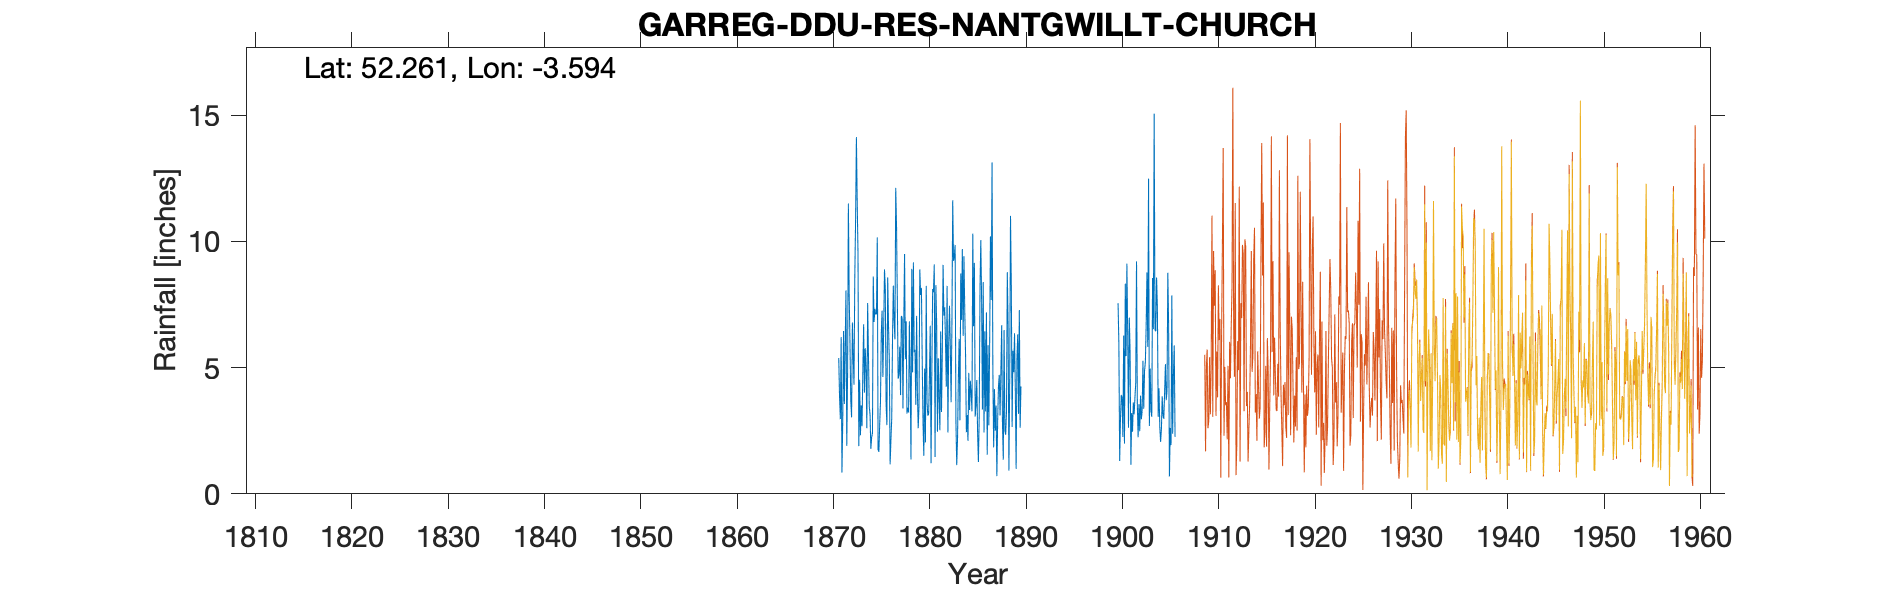 GARREG-DDU-RES-NANTGWILLT-CHURCH
Lat: 52.261, Lon: -3.594
Rainfall [inches]
15
10
5
0
1810 1820 1830 1840 1850 1860 1870 1880 1890 1900 1910 1920 1930 1940 1950 1960
Year